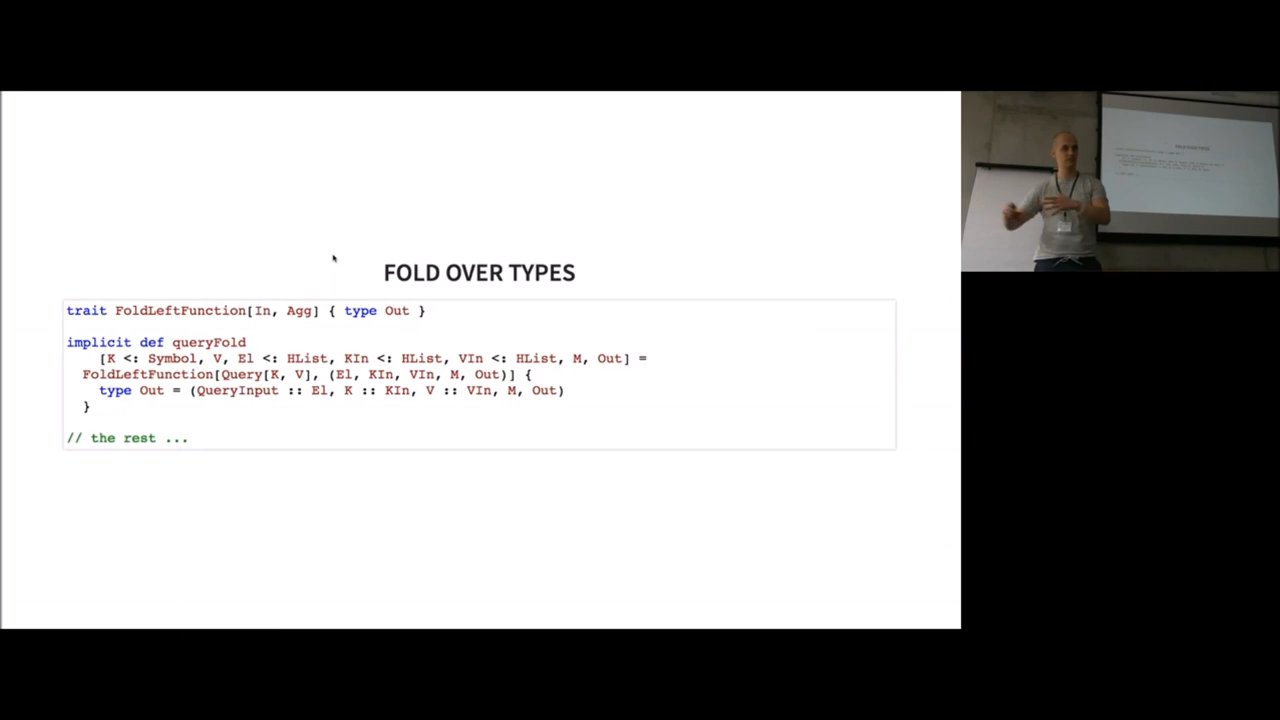 FOLD OVER TYPES
trait FoldLeftFunction[In, Agg] { type Out }
implicit def queryFold
[K <: Symbol, V, El <: HList, KIn <: HList, VIn <: HList, M, Out] =
FoldLeftFunction[Query[K, V], (El, KIn, VIn, M, Out)] {
type Out = (QueryInput :: El, K :: KIn, V :: VIn, M, Out)
}
// the rest ...